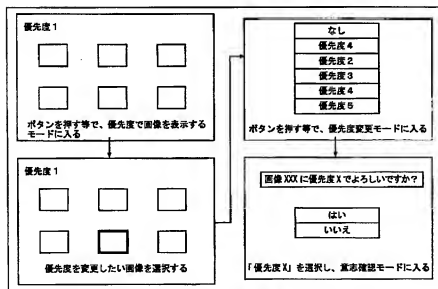 優先度1
ボタンを押す等で、優先度で画像を表示する
モードに入る
優先度1
優先度を変更したい画像を選択する
なし
優先度4
優先度2
優先度3
優先度4
優先度5
ボタンを押す等で、優先度変更モードに入る
画像XXXに優先度Xでよろしいですか?
はい
いいえ
「優先度X」を選択し、意志確認モードに入る